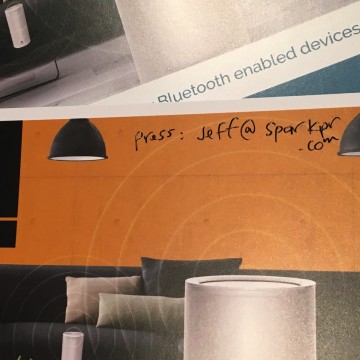 Bluetooth enabled devices
press: Jeff@sparkpr
.com